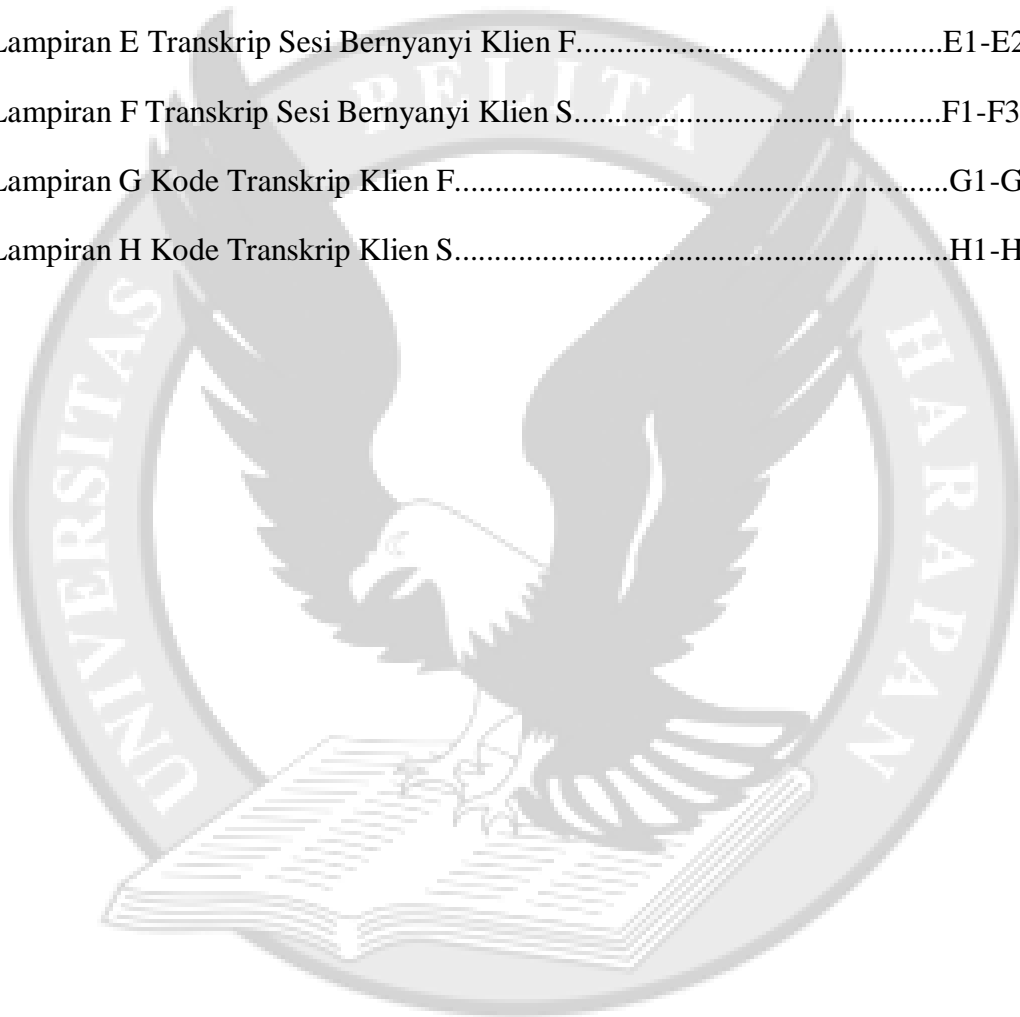 Lampiran E Transkrip Sesi Bernyanyi Klien F.............................................E1-E2
Lampiran F Transkrip Sesi Bernyanyi Klien S.............................................F1-F3
Lampiran G Kode Transkrip Klien F............................................................G1-G
Lampiran H Kode Transkrip Klien S............................................................H1-H
UNIVERSITAS PELITA HARAPAN